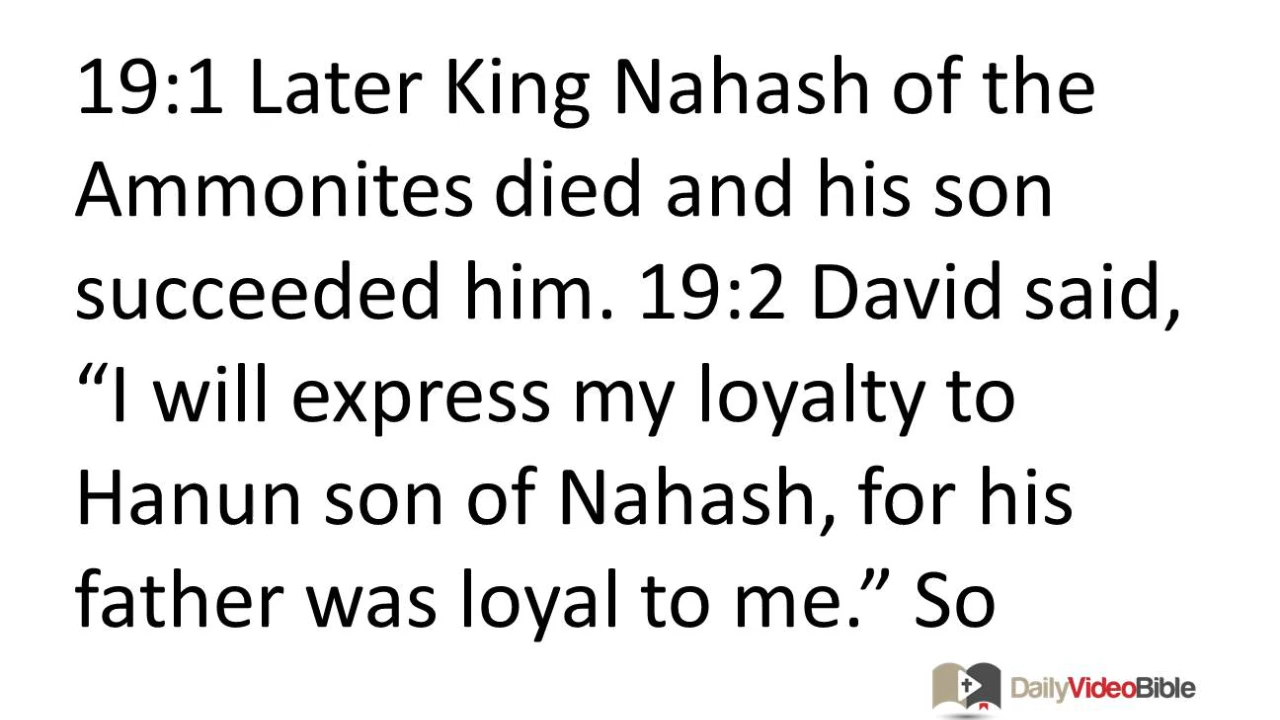 19:1 Later King Nahash of the
Ammonites died and his son
succeeded him. 19:2 David said,
“I will express my loyalty to
Hanun son of Nahash, for his
father was loyal to me.” So
DailyVideoBible